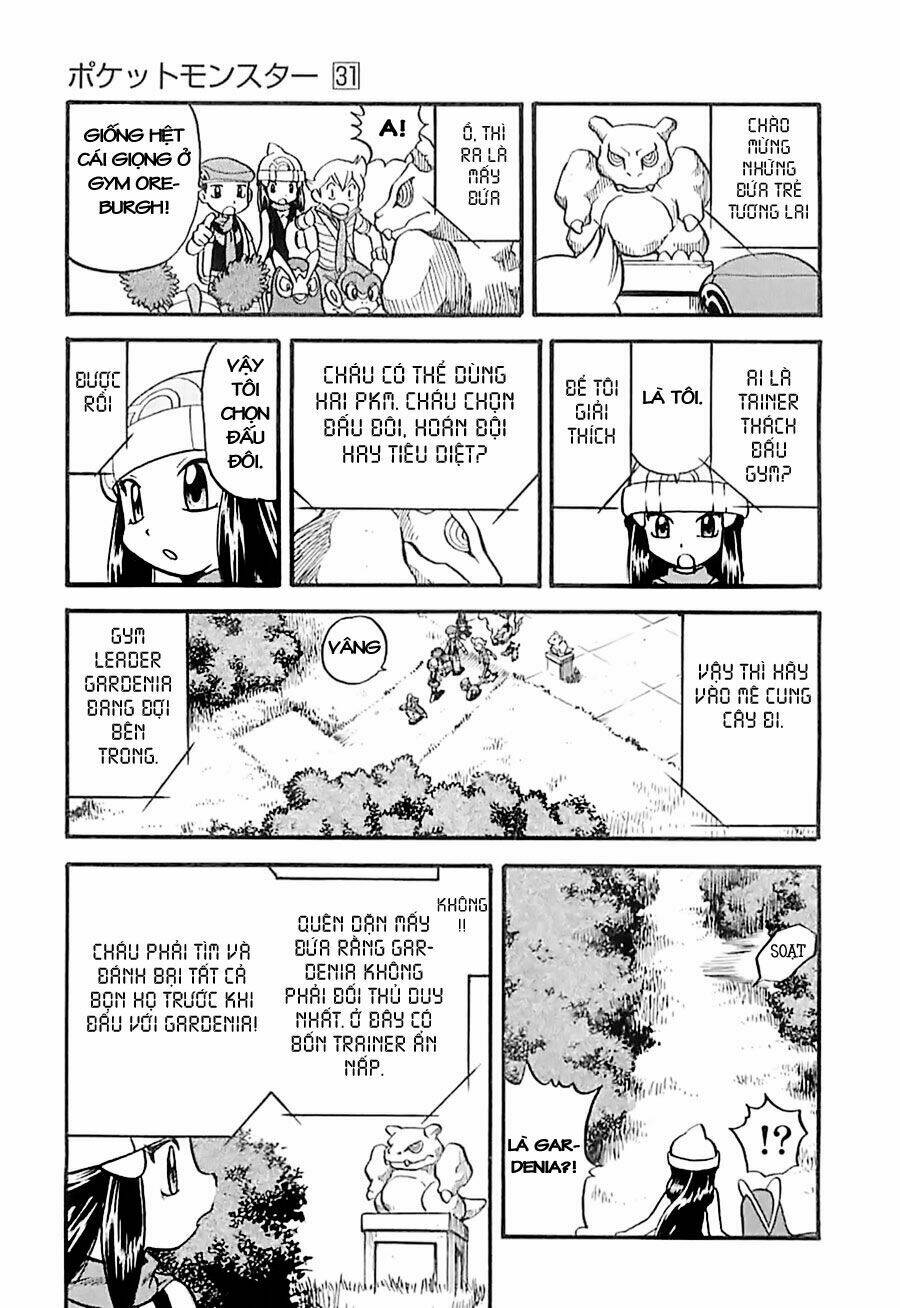 ポケットモンスター 31
CHÀO
MỪNG
NHỮNG
ĐỨA TRẺ
TƯƠNG LAI
Ồ, THÌ
RA LÀ
MẤY
ĐỨA
A!
GIỐNG HỆT
CÁI GIỌNG Ở
GYM ORE-
BURGH!
AI LÀ
TAINER
THÁCH
ĐẤU
GYM?
LÀ TÔI.
ĐỂ TÔI
GIẢI
THÍCH
CHÁU CÓ THỂ DÙNG
HAI PKM. CHÁU CHỌN
ĐẤU ĐÔI, HOÁN ĐỘI
HAY TIÊU DIỆT?
VẬY
TÔI
CHỌN
ĐẤU
ĐÔI.
ĐƯỢC
RỒI
VẬY THÌ HÃY
VÀO MÊ CUNG
CÂY ĐI.
VÂNG
GYM
LEADER
GARDENIA
ĐANG ĐỢI
BÊN
TRONG.
SOẠT
!?
LÀ GAR-
DENIA?!
KHÔNG
!!
QUÊN DẶN MẤY
ĐỨA RẰNG GAR-
DENIA KHÔNG
PHẢI ĐỐI THỦ DUY
NHẤT. Ở ĐÂY CÓ
BỐN TRAINER ẨN
NẤP.
CHÁU PHẢI TÌM VÀ
ĐÁNH BẠI TẤT CẢ
BỌN HỌ TRƯỚC KHI
ĐẤU VỚI GARDENIA!